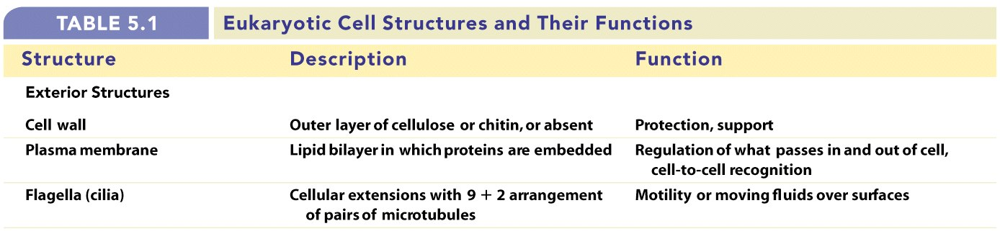 TABLE 5.1 Eukaryotic Cell Structures and Their Functions
Structure Description Function
Exterior Structures
Cell wall Outer layer of cellulose or chitin, or absent Protection, support
Plasma membrane Lipid bilayer in which proteins are embedded Regulation of what passes in and out of cell,
cell-to-cell recognition
Flagella (cilia) Cellular extensions with 9 + 2 arrangement Motility or moving fluids over surfaces
of pairs of microtubules